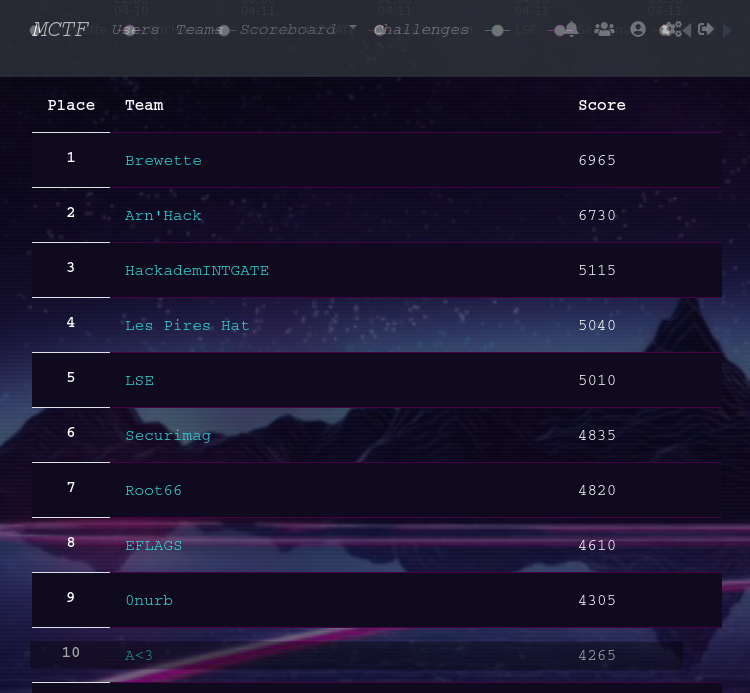 MCTF Users Teams Scoreboard Challenges
Place Team Score
1 Brewette 6965
2 Arn'Hack 6730
3 HackademINTGATE 5115
4 Les Pires Hat 5040
5 LSE 5010
6 Securimag 4835
7 Root66 4820
8 EFLAGS 4610
9 0nurb 4305
10 A<3 4265